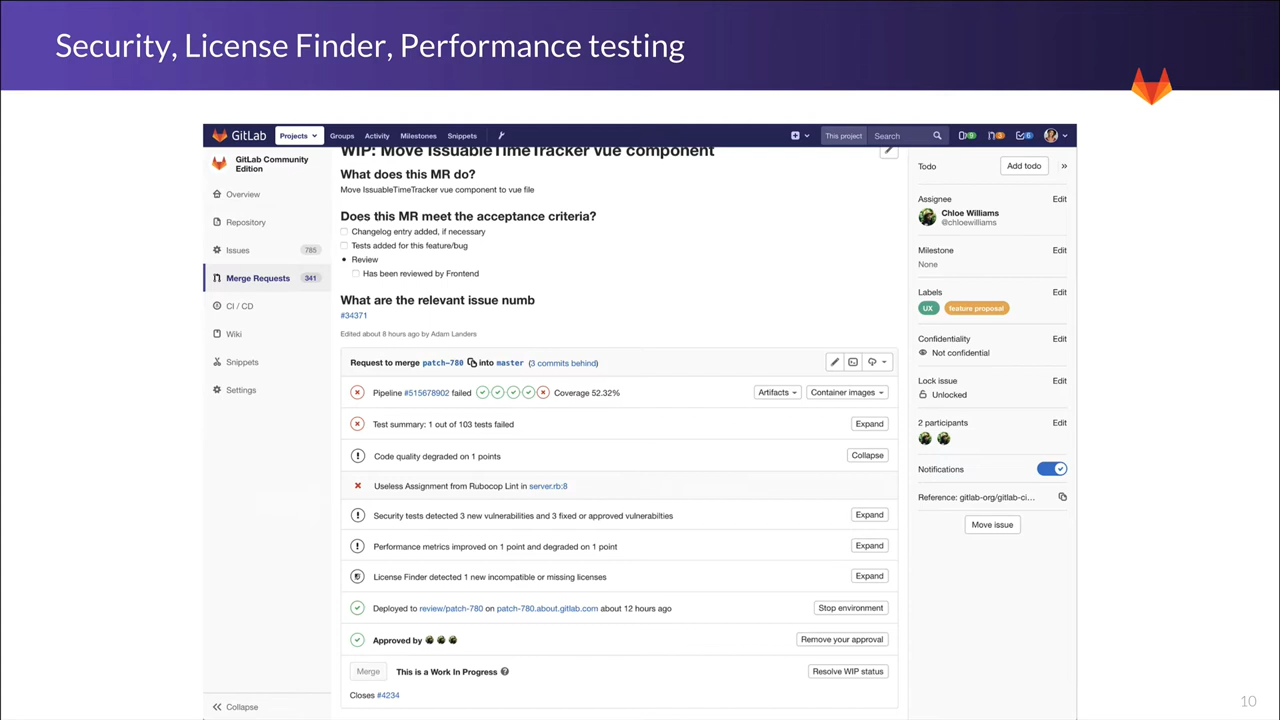 Security, License Finder, Performance testing
GitLab Projects Groups Activity Milestones Snippets This project Search 9 3 6
GitLab Community
Edition
Overview
Repository
Issues 785
Merge Requests 341
CI / CD
Wiki
Snippets
Settings
Collapse
WIP: Move IssuableTimeTracker vue component
What does this MR do?
Move IssuableTimeTracker vue component to vue file
Does this MR meet the acceptance criteria?
Changelog entry added, if necessary
Tests added for this feature/bug
Review
Has been reviewed by Frontend
What are the relevant issue numb
#34371
Edited about 8 hours ago by Adam Landers
Request to merge patch-780 into master (3 commits behind)
Pipeline #515678902 failed Coverage 52.32% Artifacts Container images
Test summary: 1 out of 103 tests failed Expand
Code quality degraded on 1 points Collapse
Useless Assignment from Rubocop Lint in server.rb:8
Security tests detected 3 new vulnerabilities and 3 fixed or approved vulnerabilties Expand
Performance metrics improved on 1 point and degraded on 1 point Expand
License Finder detected 1 new incompatible or missing licenses Expand
Deployed to review/patch-780 on patch-780.about.gitlab.com about 12 hours ago Stop environment
Approved by Remove your approval
Merge This is a Work In Progress Resolve WIP status
Closes #4234
Todo Add todo
Assignee Edit
Chloe Williams
@chloewilliams
Milestone Edit
None
Labels Edit
UX feature proposal
Confidentiality Edit
Not confidential
Lock issue Edit
Unlocked
2 participants Edit
Notifications
Reference: gitlab-org/gitlab-ci...
Move issue
10